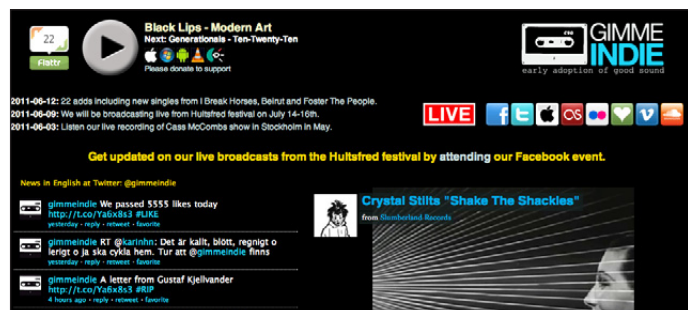 22
Flattr
Black Lips - Modern Art
Next: Generationals - Ten-Twenty-Ten
Please donate to support
GIMME
INDIE
early adoption of good sound
2011-06-12: 22 adds including new singles from I Break Horses, Beirut and Foster The People.
2011-06-09: We will be broadcasting live from Hultsfred festival on July 14-16th.
2011-06-03: Listen our live recording of Cass McCombs show in Stockholm in May.
LIVE
Get updated on our live broadcasts from the Hultsfred festival by attending our Facebook event.
News in English at Twitter: @gimmeindie
gimmeindie We passed 5555 likes today
http://t.co/Ya6x8s3 #LIKE
yesterday · reply · retweet · favorite
gimmeindie RT @karinhn: Det är kallt, blött, regnigt o
lerigt o ja ska cykla hem. Tur att @gimmeindie finns
yesterday · reply · retweet · favorite
gimmeindie A letter from Gustaf Kjellvander
http://t.co/Ya6x8s3 #RIP
4 hours ago · reply · retweet · favorite
Crystal Stilts "Shake The Shackles"
from Slumberland Records